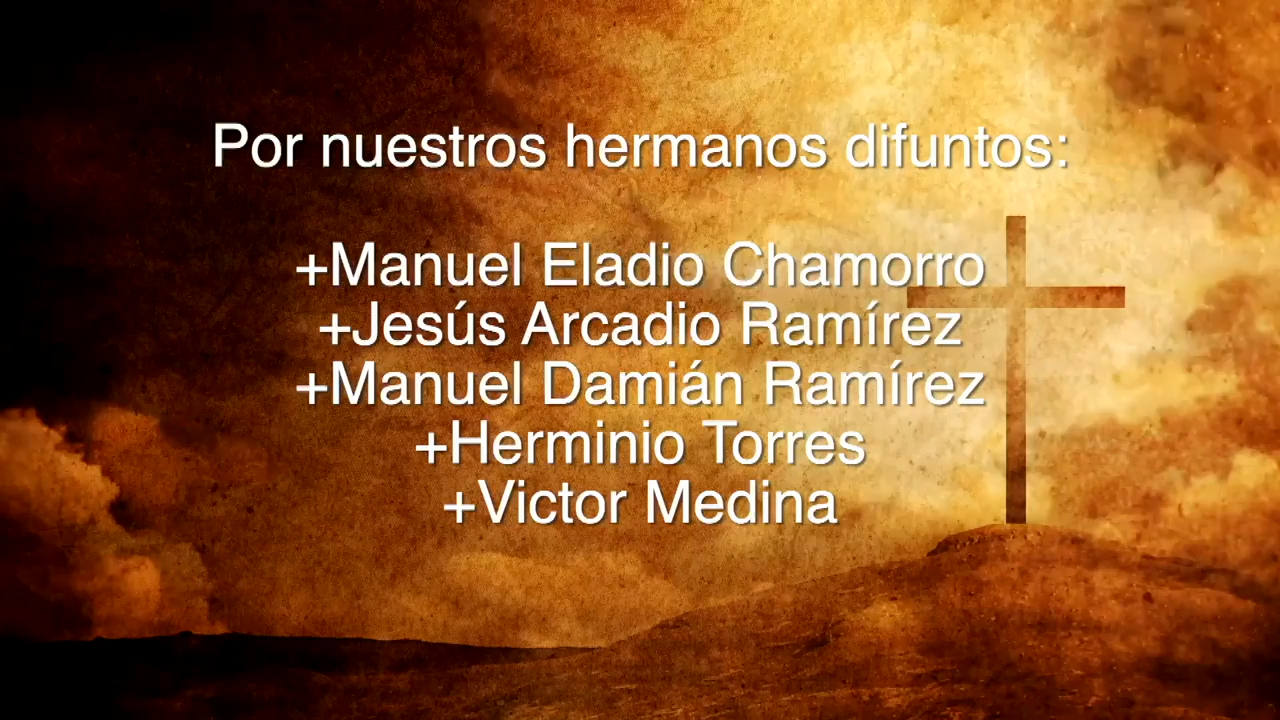 Por nuestros hermanos difuntos:
+Manuel Eladio Chamorro
+Jesús Arcadio Ramírez
+Manuel Damián Ramírez
+Herminio Torres
+Victor Medina